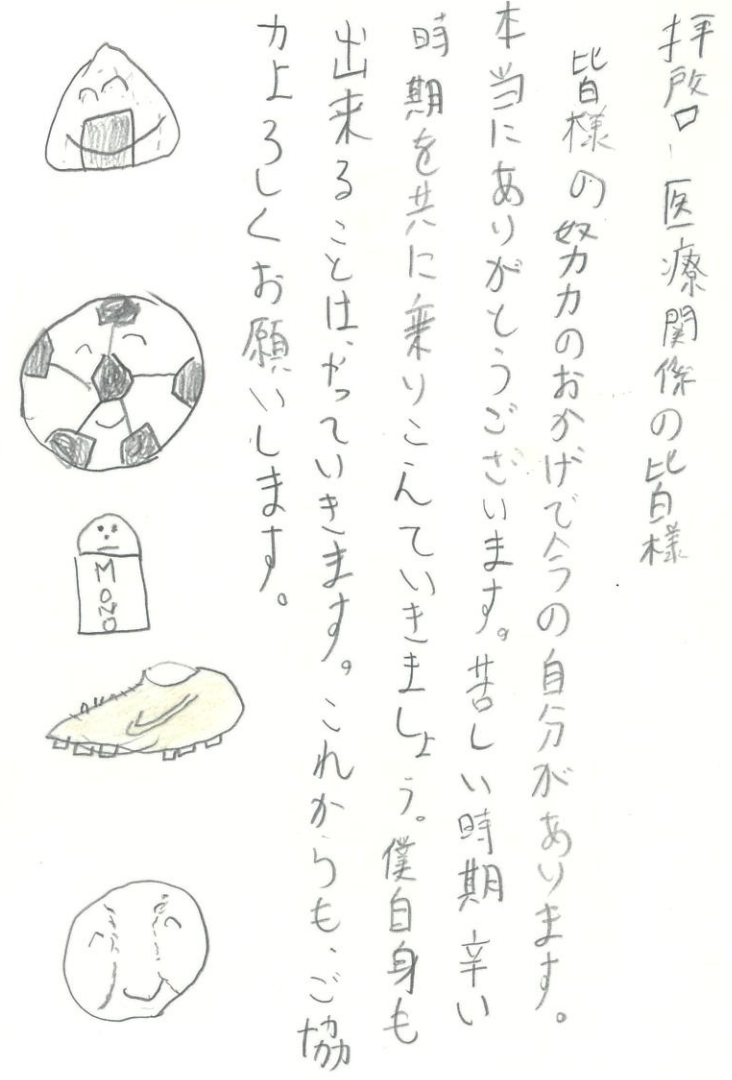 拝啓 医療関係の皆様
皆様の努力のおかげで今の自分があります。
本当にありがとうございます。苦しい時期辛い
時期を共に乗りこえていきましょう。僕自身も
出来ることは、やっていきます。これからも、ご協
力よろしくお願いします。
MONO